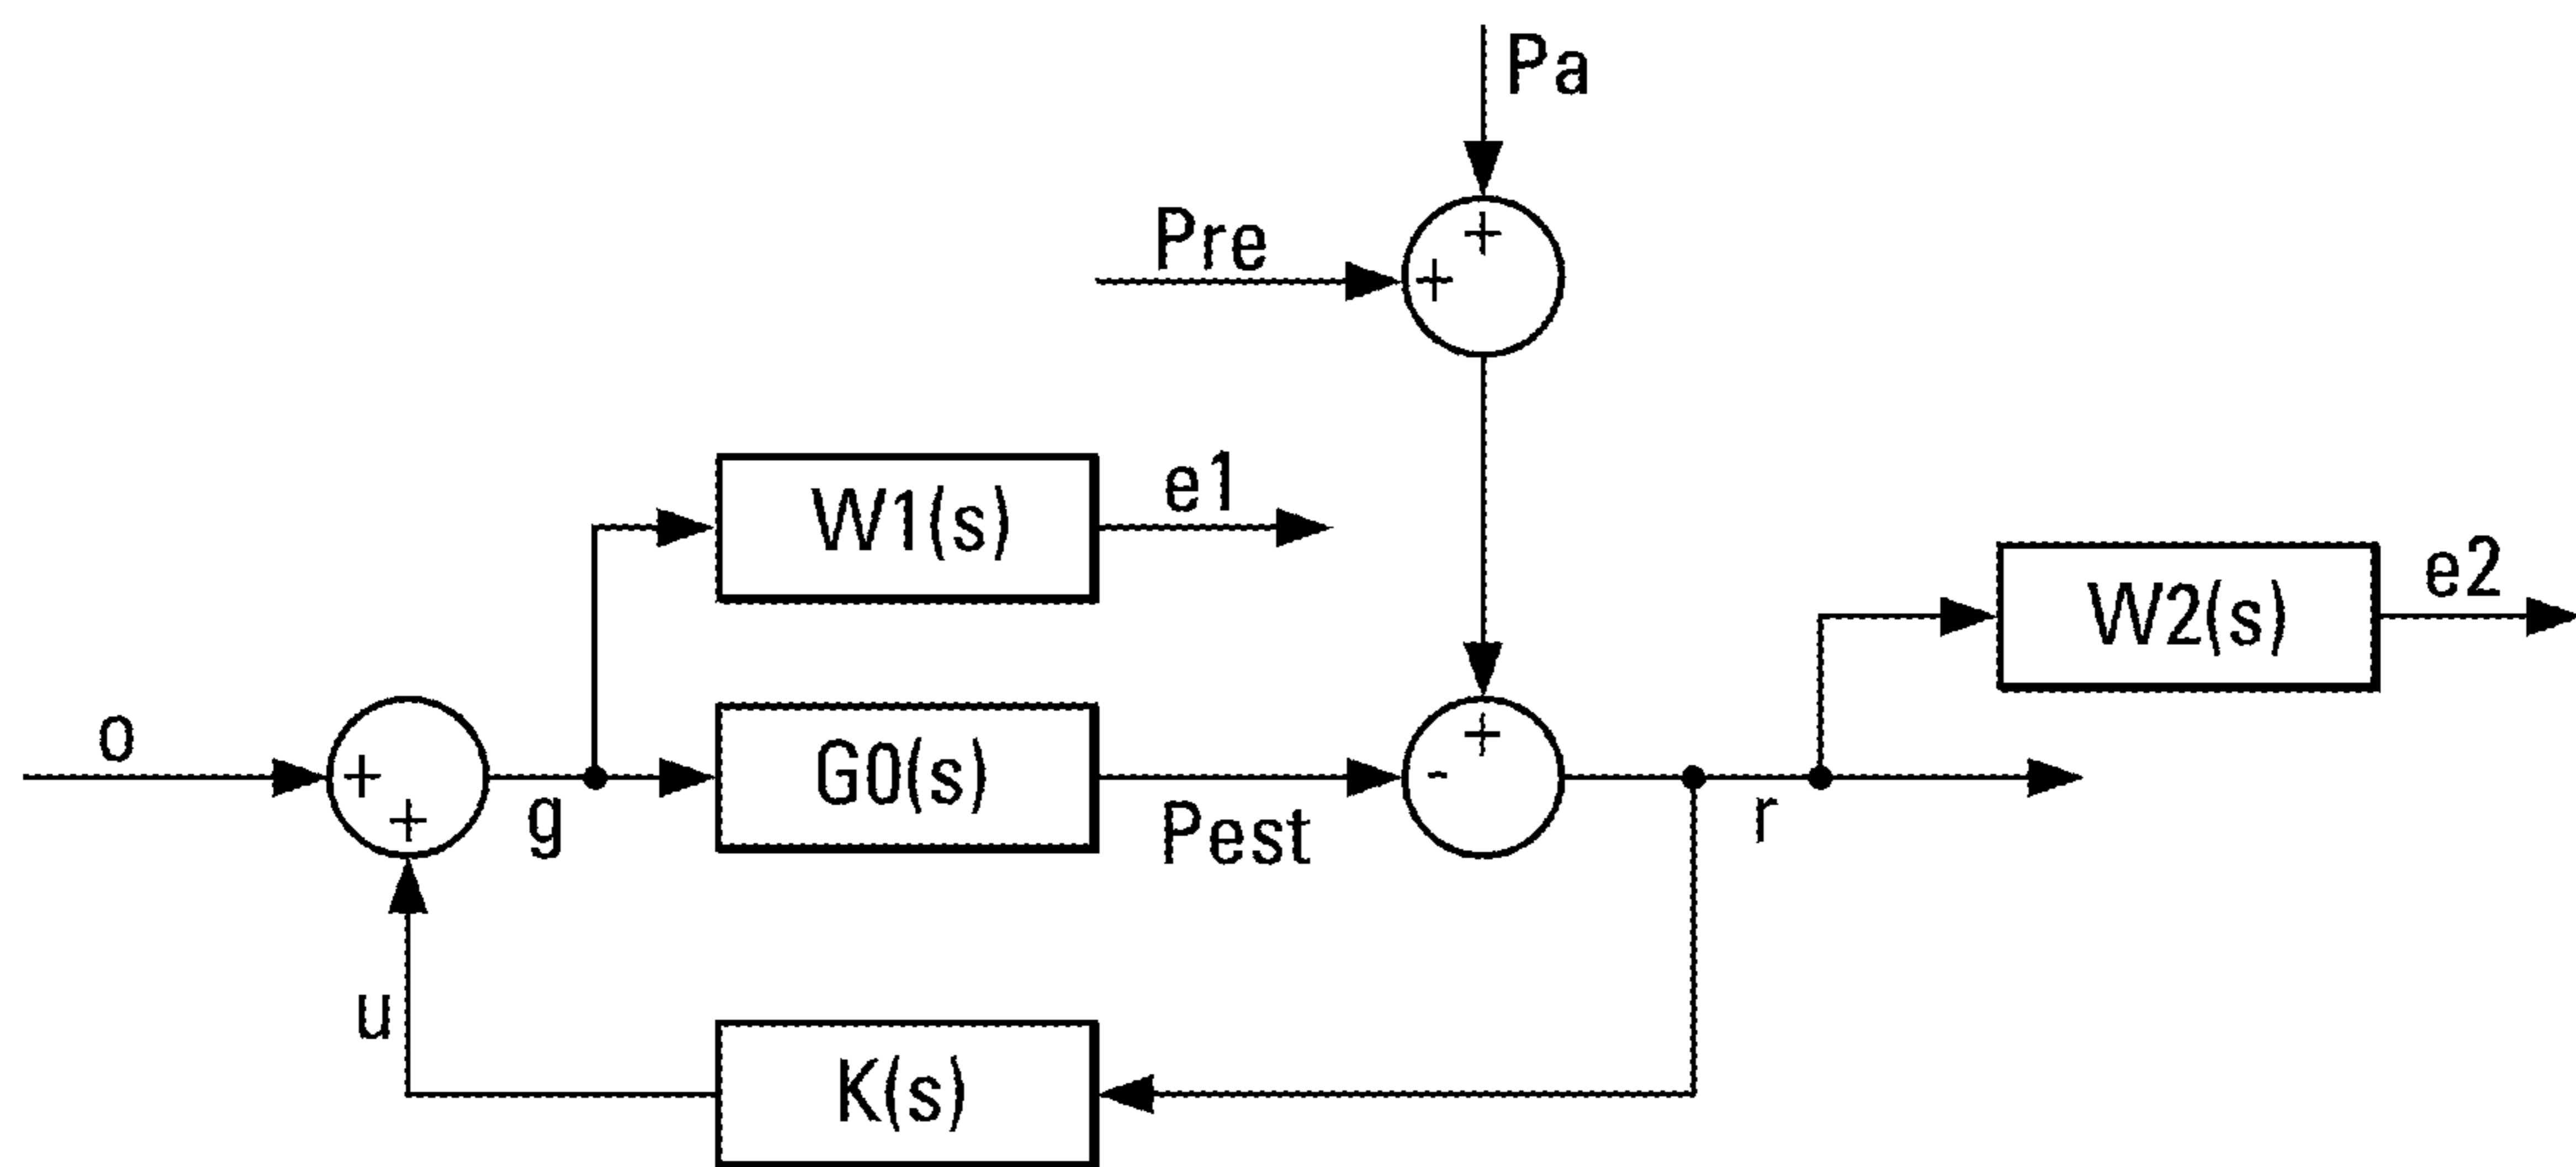 Pa
+
Pre
+
W1(s)
e1
W2(s)
e2
o
+
+
g
G0(s)
Pest
+
-
r
u
K(s)